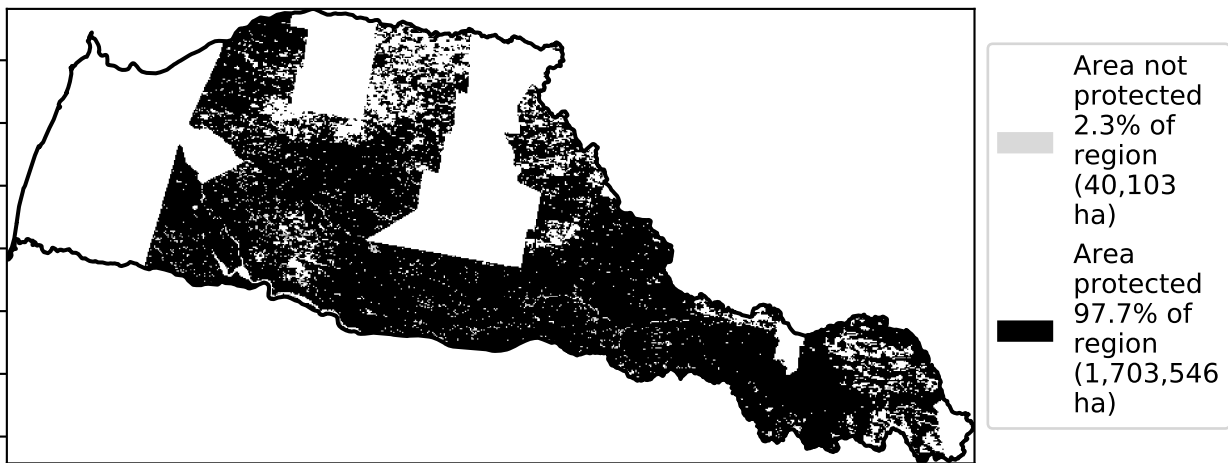 Area not
protected
2.3% of
region
(40,103
ha)
Area
protected
97.7% of
region
(1,703,546
ha)